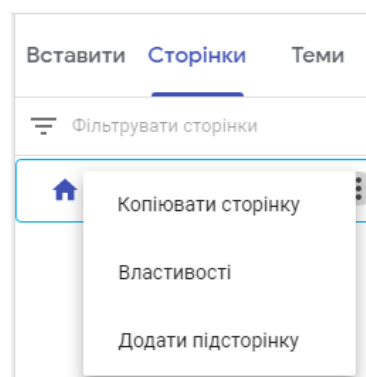 Вставити Сторінки Теми
Фільтрувати сторінки
Копіювати сторінку
Властивості
Додати підсторінку